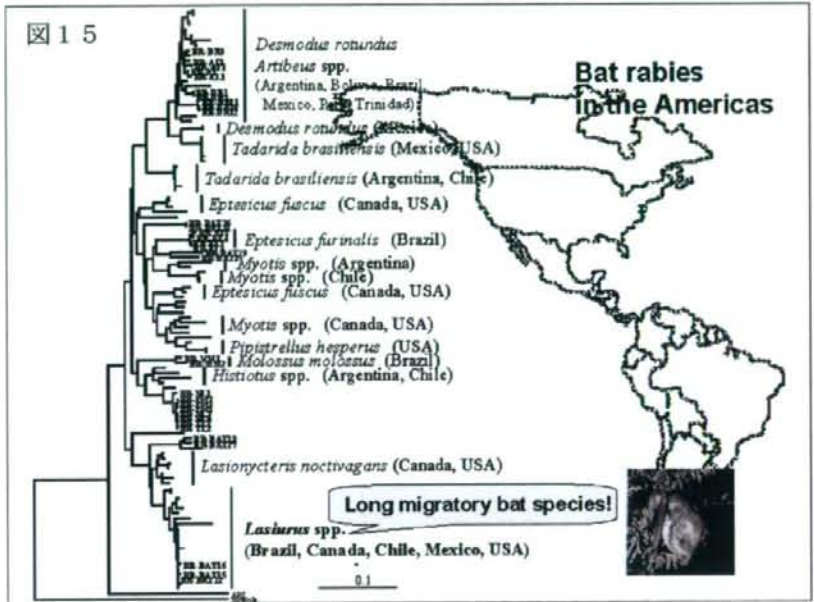 図15
Desmodus rotundus
Artibeus spp.
(Argentina, Bolivia, Brazil
Mexico, Peru, Trinidad)
Desmodus rotundus (Mexico)
Tadarida brasiliensis (Mexico, USA)
Tadarida brasiliensis (Argentina, Chile)
Eptesicus fuscus (Canada, USA)
Eptesicus furinalis (Brazil)
Myotis spp. (Argentina)
Myotis spp. (Chile)
Eptesicus fuscus (Canada, USA)
Myotis spp. (Canada, USA)
Pipistrellus hesperus (USA)
Molossus molossus (Brazil)
Histiotus spp. (Argentina, Chile)
Lasionycteris noctivagans (Canada, USA)
Lasiurus spp.
(Brazil, Canada, Chile, Mexico, USA)
0.1
Bat rabies
in the Americas
Long migratory bat species!